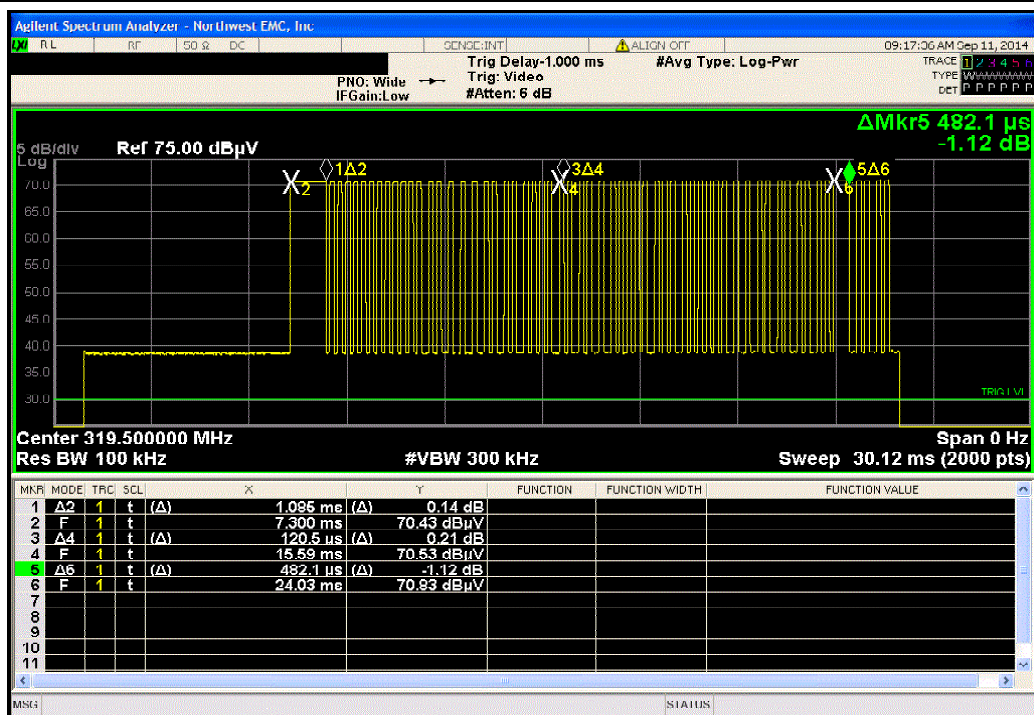 Agilent Spectrum Analyzer - Northwest EMC, Inc
LXI RL RF 50 Ω DC SENSE:INT ALIGN OFF 09:17:36 AM Sep 11, 2014
Trig Delay-1.000 ms #Avg Type: Log-Pwr TRACE 1 2 3 4 5 6
PNO: Wide Trig: Video TYPE WWWWWW
IFGain:Low #Atten: 6 dB DET P P P P P P
ΔMkr5 482.1 µs
5 dB/div Ref 75.00 dBµV -1.12 dB
Log
1Δ2 3Δ4 5Δ6
70.0 X2 X4 X6
65.0
60.0
55.0
50.0
45.0
40.0
35.0
30.0 TRIG LVL
Center 319.500000 MHz Span 0 Hz
Res BW 100 kHz #VBW 300 kHz Sweep 30.12 ms (2000 pts)
MKR MODE TRC SCL X Y FUNCTION FUNCTION WIDTH FUNCTION VALUE
1 Δ2 1 t (Δ) 1.085 ms (Δ) 0.14 dB
2 F 1 t 7.300 ms 70.43 dBµV
3 Δ4 1 t (Δ) 120.5 µs (Δ) 0.21 dB
4 F 1 t 15.59 ms 70.53 dBµV
5 Δ6 1 t (Δ) 482.1 µs (Δ) -1.12 dB
6 F 1 t 24.03 ms 70.93 dBµV
7
8
9
10
11
MSG STATUS